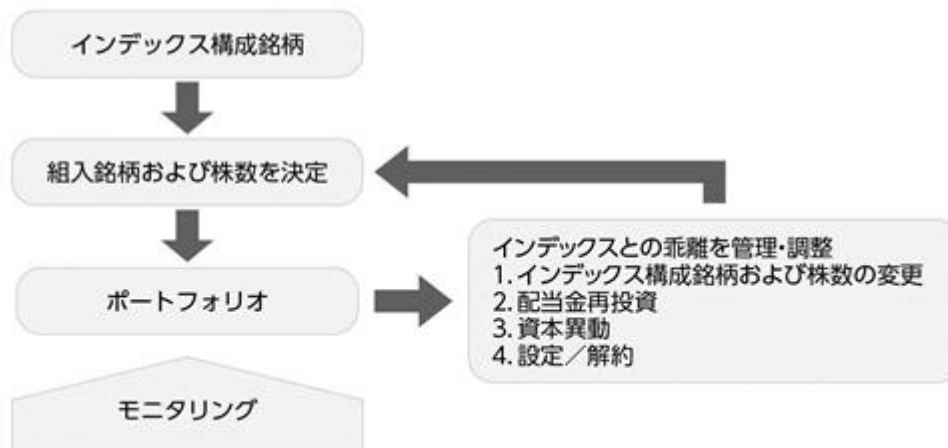 インデックス構成銘柄
組入銘柄および株数を決定
ポートフォリオ
インデックスとの乖離を管理・調整
1. インデックス構成銘柄および株数の変更
2. 配当金再投資
3. 資本異動
4. 設定／解約
モニタリング